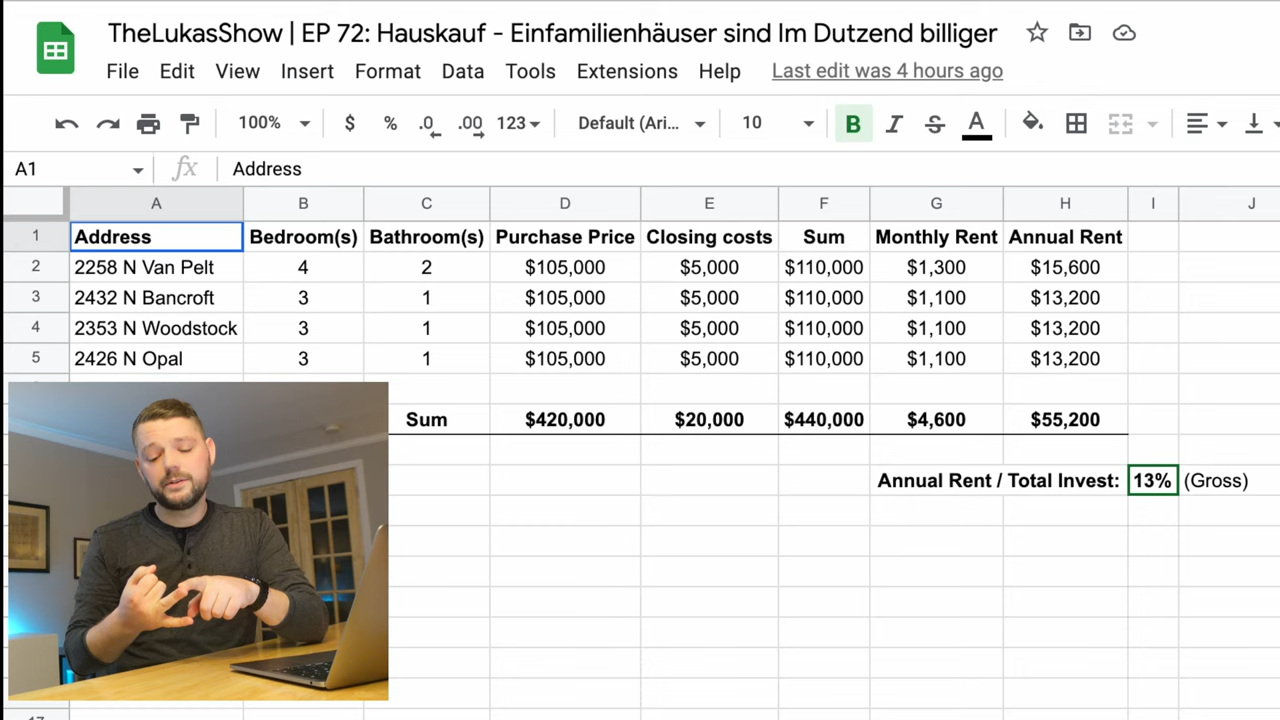 TheLukasShow | EP 72: Hauskauf - Einfamilienhäuser sind Im Dutzend billiger
File Edit View Insert Format Data Tools Extensions Help Last edit was 4 hours ago
100% $ % .0 .00 123 Default (Ari... 10 B I S A
A1 fx Address
A B C D E F G H I J
1 Address Bedroom(s) Bathroom(s) Purchase Price Closing costs Sum Monthly Rent Annual Rent
2 2258 N Van Pelt 4 2 $105,000 $5,000 $110,000 $1,300 $15,600
3 2432 N Bancroft 3 1 $105,000 $5,000 $110,000 $1,100 $13,200
4 2353 N Woodstock 3 1 $105,000 $5,000 $110,000 $1,100 $13,200
5 2426 N Opal 3 1 $105,000 $5,000 $110,000 $1,100 $13,200
Sum $420,000 $20,000 $440,000 $4,600 $55,200
Annual Rent / Total Invest: 13% (Gross)